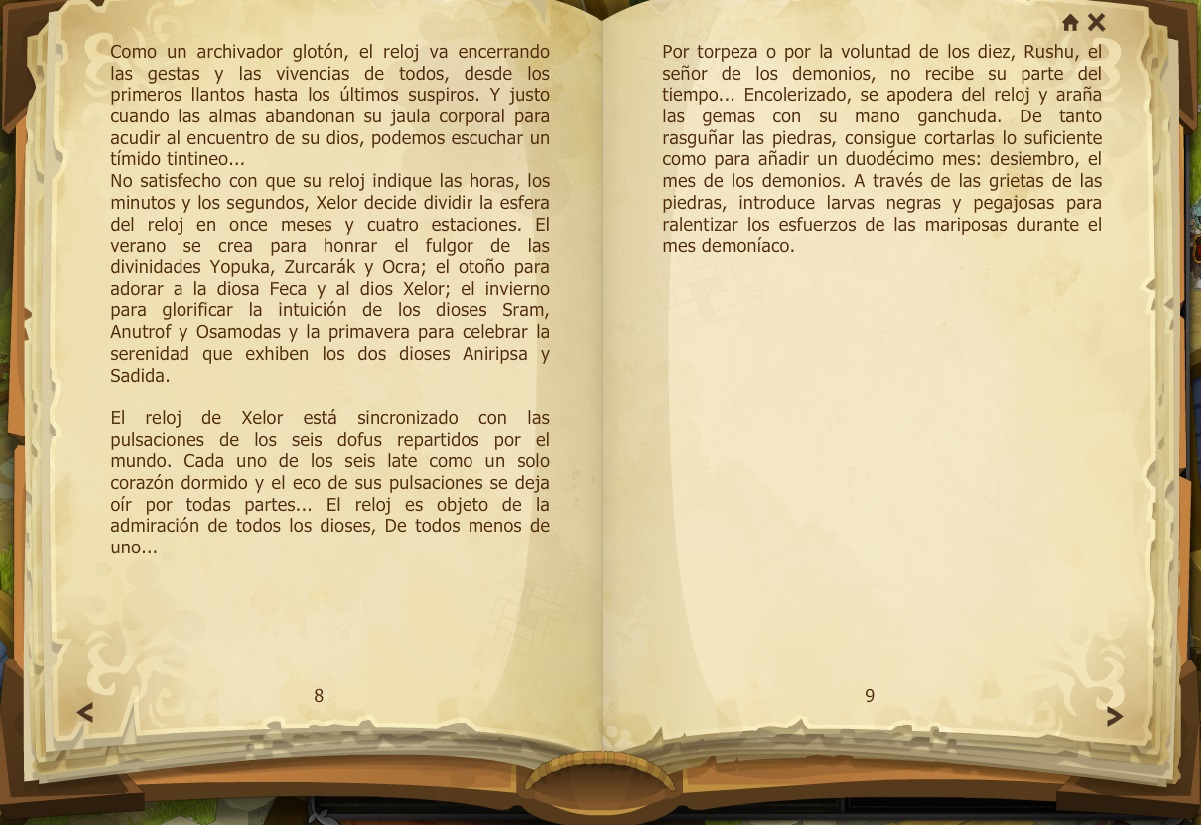 Como un archivador glotón, el reloj va encerrando
las gestas y las vivencias de todos, desde los
primeros llantos hasta los últimos suspiros. Y justo
cuando las almas abandonan su jaula corporal para
acudir al encuentro de su dios, podemos escuchar un
tímido tintineo...
No satisfecho con que su reloj indique las horas, los
minutos y los segundos, Xelor decide dividir la esfera
del reloj en once meses y cuatro estaciones. El
verano se crea para honrar el fulgor de las
divinidades Yopuka, Zurcarák y Ocra; el otoño para
adorar a la diosa Feca y al dios Xelor; el invierno
para glorificar la intuición de los dioses Sram,
Anutrof y Osamodas y la primavera para celebrar la
serenidad que exhiben los dos dioses Aniripsa y
Sadida.
El reloj de Xelor está sincronizado con las
pulsaciones de los seis dofus repartidos por el
mundo. Cada uno de los seis late como un solo
corazón dormido y el eco de sus pulsaciones se deja
oír por todas partes... El reloj es objeto de la
admiración de todos los dioses, De todos menos de
uno...
8
Por torpeza o por la voluntad de los diez, Rushu, el
señor de los demonios, no recibe su parte del
tiempo... Encolerizado, se apodera del reloj y araña
las gemas con su mano ganchuda. De tanto
rasguñar las piedras, consigue cortarlas lo suficiente
como para añadir un duodécimo mes: desiembro, el
mes de los demonios. A través de las grietas de las
piedras, introduce larvas negras y pegajosas para
ralentizar los esfuerzos de las mariposas durante el
mes demoníaco.
9